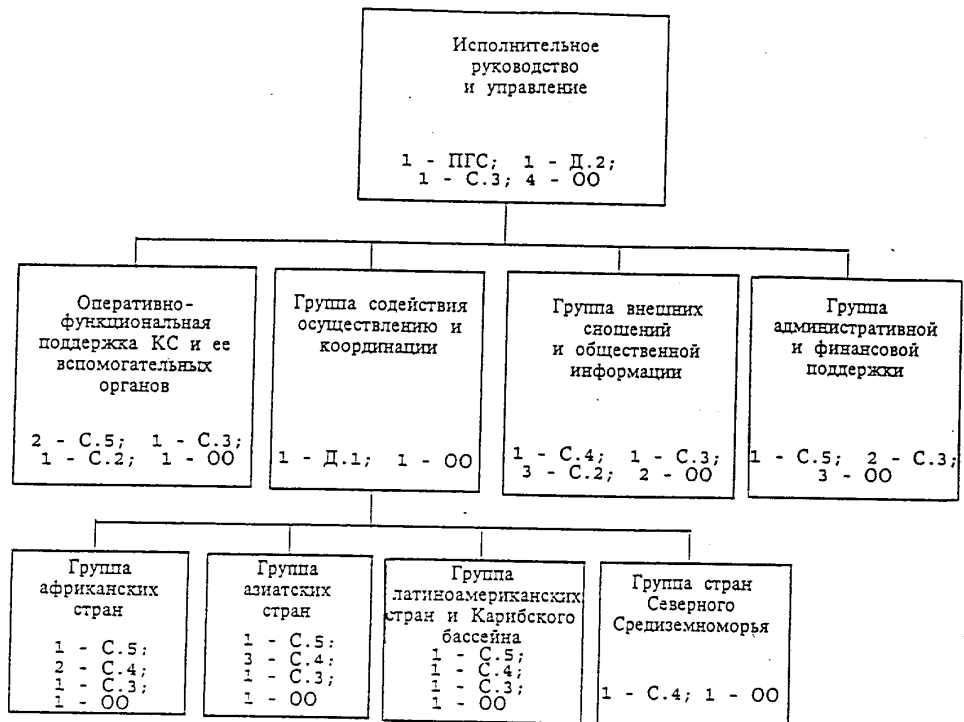 Исполнительное
руководство
и управление
1 - ПГС; 1 - Д.2;
1 - С.3; 4 - ОО
Оперативно-
функциональная
поддержка КС и ее
вспомогательных
органов
2 - С.5; 1 - С.3;
1 - С.2; 1 - ОО
Группа содействия
осуществлению и
координации
1 - Д.1; 1 - ОО
Группа внешних
сношений
и общественной
информации
1 - С.4; 1 - С.3;
3 - С.2; 2 - ОО
Группа
административной
и финансовой
поддержки
1 - С.5; 2 - С.3;
3 - ОО
Группа
африканских
стран
1 - С.5;
2 - С.4;
1 - С.3;
1 - ОО
Группа
азиатских
стран
1 - С.5;
3 - С.4;
1 - С.3;
1 - ОО
Группа
латиноамериканских
стран и Карибского
бассейна
1 - С.5;
1 - С.4;
1 - С.3;
1 - ОО
Группа стран
Северного
Средиземноморья
1 - С.4; 1 - ОО